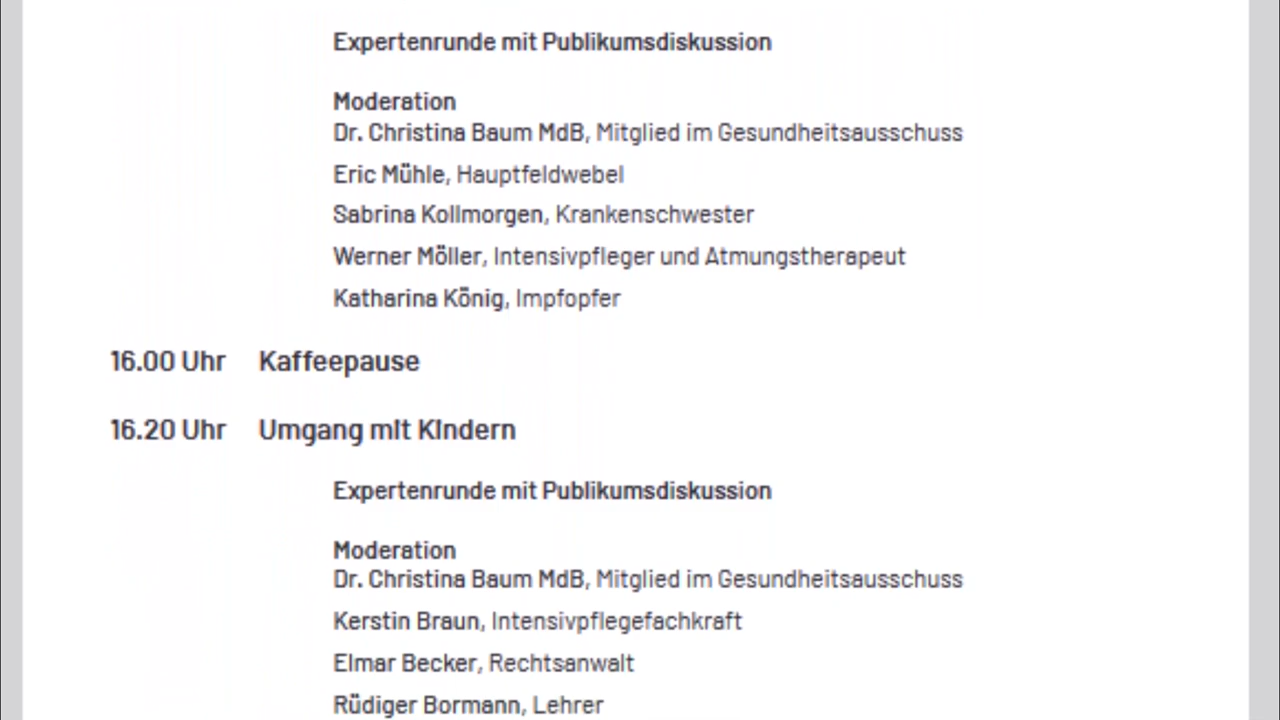 Expertenrunde mit Publikumsdiskussion
Moderation
Dr. Christina Baum MdB, Mitglied im Gesundheitsausschuss
Eric Mühle, Hauptfeldwebel
Sabrina Kollmorgen, Krankenschwester
Werner Möller, Intensivpfleger und Atmungstherapeut
Katharina König, Impfopfer
16.00 Uhr Kaffeepause
16.20 Uhr Umgang mit Kindern
Expertenrunde mit Publikumsdiskussion
Moderation
Dr. Christina Baum MdB, Mitglied im Gesundheitsausschuss
Kerstin Braun, Intensivpflegefachkraft
Elmar Becker, Rechtsanwalt
Rüdiger Bormann, Lehrer